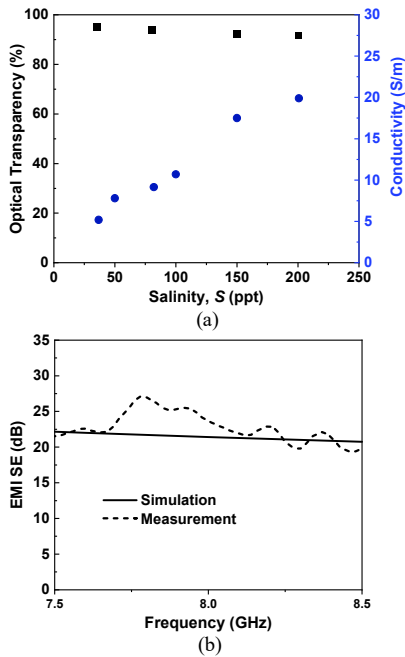 100
80
60
40
20
0
Optical Transparency (%)
30
25
20
15
10
5
0
Conductivity (S/m)
0 50 100 150 200 250
Salinity, S (ppt)
(a)
35
30
25
20
15
10
5
0
EMI SE (dB)
Simulation
Measurement
7.5 8.0 8.5
Frequency (GHz)
(b)